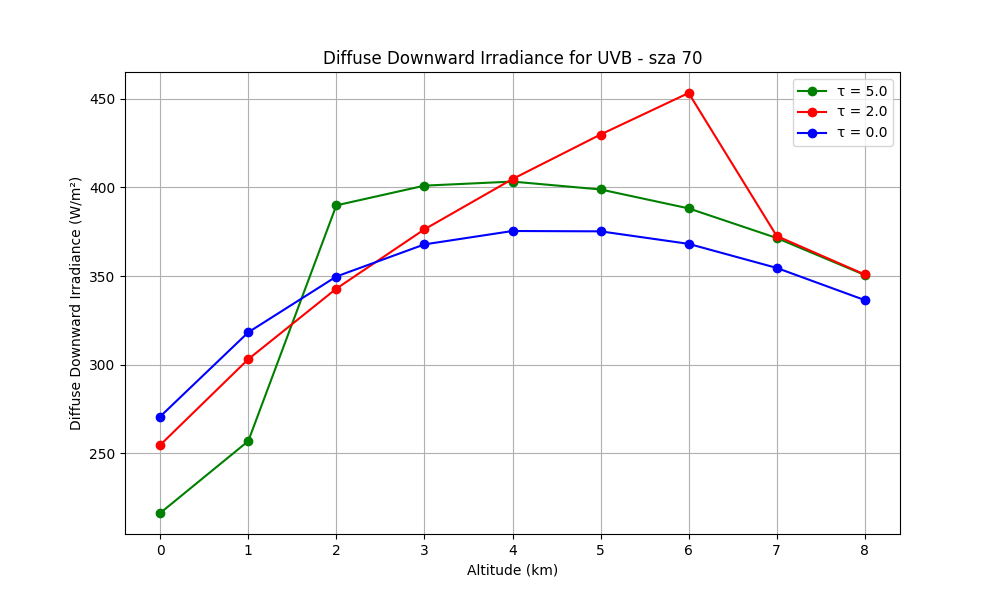 Diffuse Downward Irradiance for UVB - sza 70
τ = 5.0
τ = 2.0
τ = 0.0
450
400
350
300
250
Diffuse Downward Irradiance (W/m²)
0 1 2 3 4 5 6 7 8
Altitude (km)